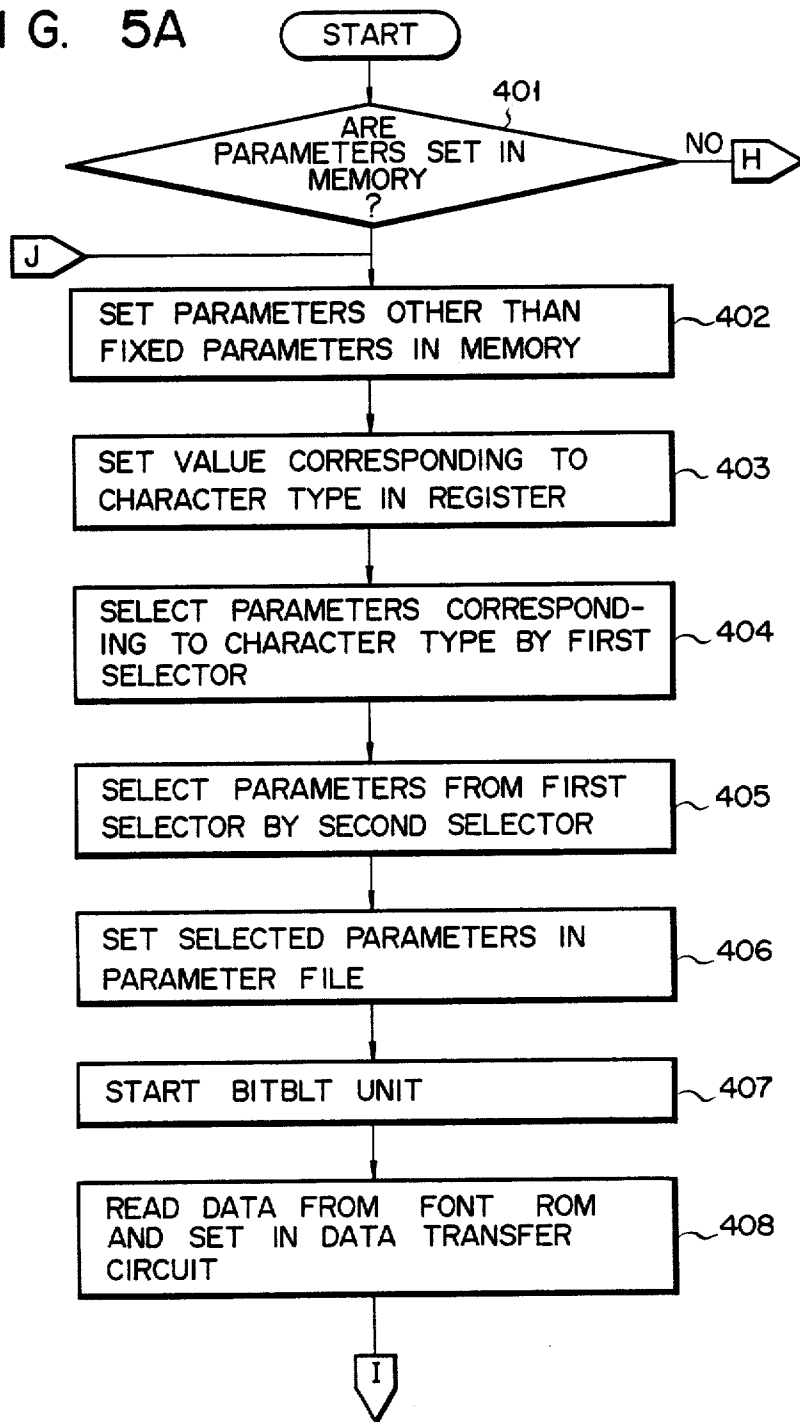 IG. 5A
START
401
ARE
PARAMETERS SET IN
MEMORY
?
NO
H
J
SET PARAMETERS OTHER THAN
FIXED PARAMETERS IN MEMORY
402
SET VALUE CORRESPONDING TO
CHARACTER TYPE IN REGISTER
403
SELECT PARAMETERS CORRESPOND-
ING TO CHARACTER TYPE BY FIRST
SELECTOR
404
SELECT PARAMETERS FROM FIRST
SELECTOR BY SECOND SELECTOR
405
SET SELECTED PARAMETERS IN
PARAMETER FILE
406
START BITBLT UNIT
407
READ DATA FROM FONT ROM
AND SET IN DATA TRANSFER
CIRCUIT
408
I